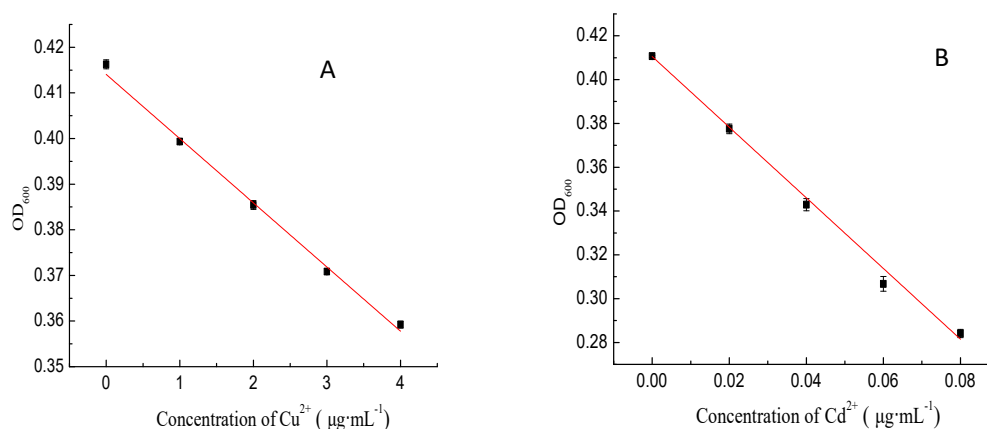 A
0.42
0.41
0.40
0.39
0.38
0.37
0.36
0.35
OD₆₀₀
0 1 2 3 4
Concentration of Cu²⁺ ( μg·mL⁻¹)
B
0.42
0.40
0.38
0.36
0.34
0.32
0.30
0.28
OD₆₀₀
0.00 0.02 0.04 0.06 0.08
Concentration of Cd²⁺ ( μg·mL⁻¹)